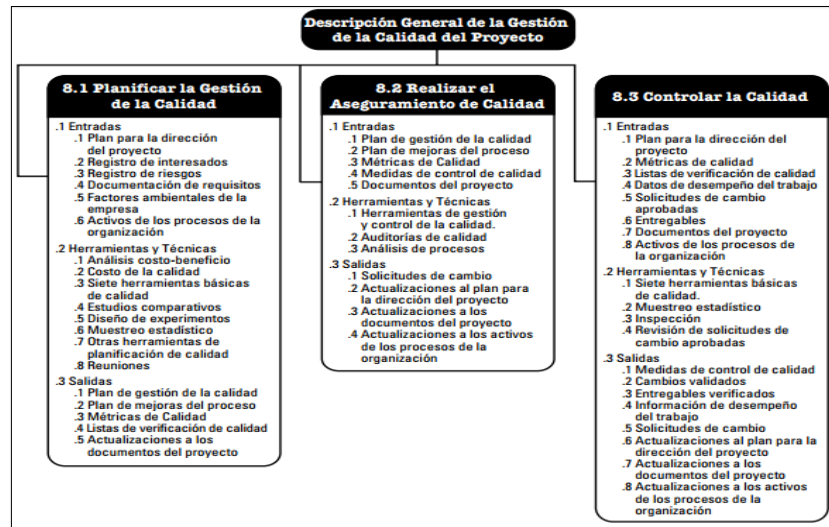 Descripción General de la Gestión
de la Calidad del Proyecto
8.1 Planificar la Gestión
de la Calidad
.1 Entradas
.1 Plan para la dirección
del proyecto
.2 Registro de interesados
.3 Registro de riesgos
.4 Documentación de requisitos
.5 Factores ambientales de la
empresa
.6 Activos de los procesos de la
organización
.2 Herramientas y Técnicas
.1 Análisis costo-beneficio
.2 Costo de la calidad
.3 Siete herramientas básicas
de calidad
.4 Estudios comparativos
.5 Diseño de experimentos
.6 Muestreo estadístico
.7 Otras herramientas de
planificación de calidad
.8 Reuniones
.3 Salidas
.1 Plan de gestión de la calidad
.2 Plan de mejoras del proceso
.3 Métricas de Calidad
.4 Listas de verificación de calidad
.5 Actualizaciones a los
documentos del proyecto
8.2 Realizar el
Aseguramiento de Calidad
.1 Entradas
.1 Plan de gestión de la calidad
.2 Plan de mejoras del proceso
.3 Métricas de Calidad
.4 Medidas de control de calidad
.5 Documentos del proyecto
.2 Herramientas y Técnicas
.1 Herramientas de gestión
y control de la calidad.
.2 Auditorías de calidad
.3 Análisis de procesos
.3 Salidas
.1 Solicitudes de cambio
.2 Actualizaciones al plan para
la dirección del proyecto
.3 Actualizaciones a los
documentos del proyecto
.4 Actualizaciones a los activos
de los procesos de la
organización
8.3 Controlar la Calidad
.1 Entradas
.1 Plan para la dirección del
proyecto
.2 Métricas de calidad
.3 Listas de verificación de calidad
.4 Datos de desempeño del trabajo
.5 Solicitudes de cambio
aprobadas
.6 Entregables
.7 Documentos del proyecto
.8 Activos de los procesos de
la organización
.2 Herramientas y Técnicas
.1 Siete herramientas básicas
de calidad.
.2 Muestreo estadístico
.3 Inspección
.4 Revisión de solicitudes de
cambio aprobadas
.3 Salidas
.1 Medidas de control de calidad
.2 Cambios validados
.3 Entregables verificados
.4 Información de desempeño
del trabajo
.5 Solicitudes de cambio
.6 Actualizaciones al plan para la
dirección del proyecto
.7 Actualizaciones a los
documentos del proyecto
.8 Actualizaciones a los activos
de los procesos de la
organización